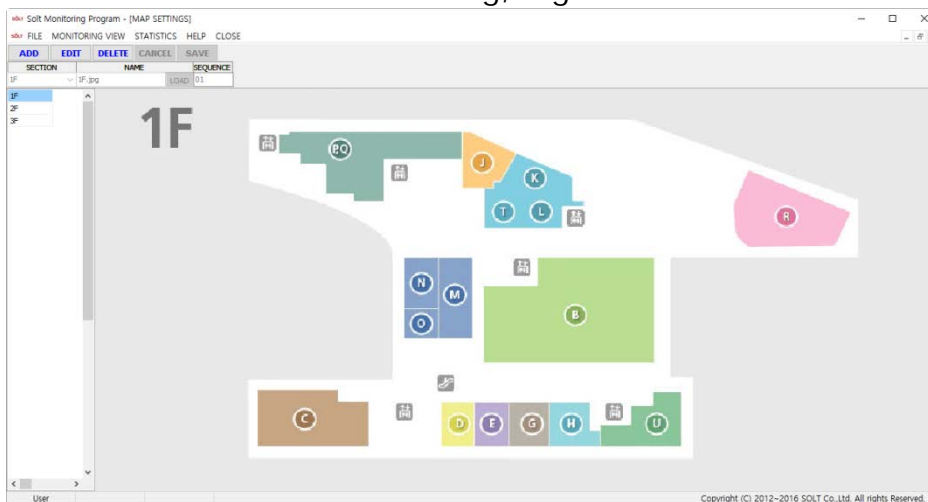 SOLT Solt Monitoring Program - [MAP SETTINGS]
SOLT FILE MONITORING VIEW STATISTICS HELP CLOSE
ADD EDIT DELETE CANCEL SAVE
SECTION NAME SEQUENCE
1F 1F.jpg LOAD 01
1F
2F
3F
1F
J
K
T L
R
N
M
B
O
C
D E G H U
User Copyright (C) 2012~2016 SOLT Co.,Ltd. All rights Reserved.